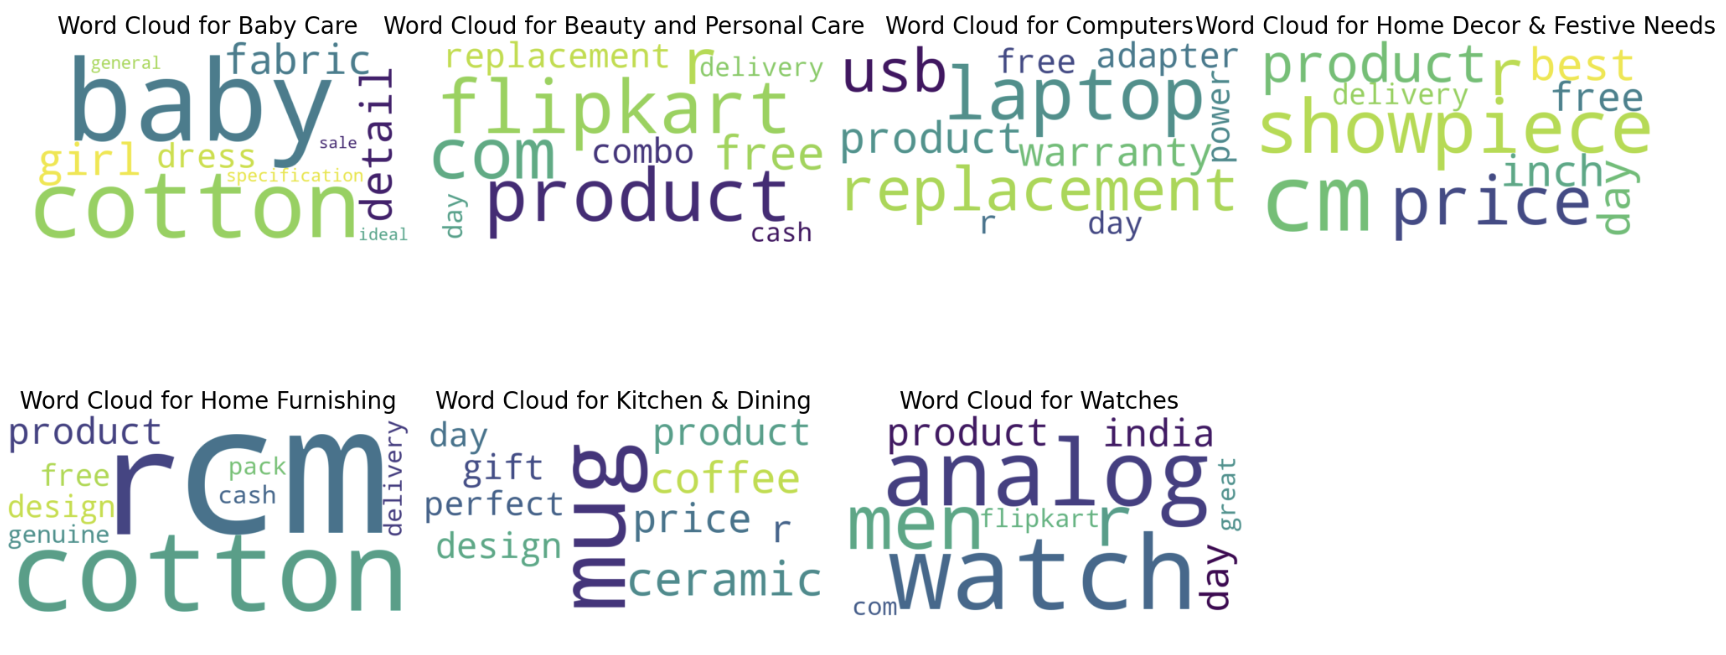 Word Cloud for Baby Care
general
fabric
baby
detail
sale
girl
dress
specification
cotton
ideal
Word Cloud for Beauty and Personal Care
replacement
r
delivery
flipkart
com
combo
free
product
day
cash
Word Cloud for Computers
usb
free
adapter
laptop
power
product
warranty
replacement
r
day
Word Cloud for Home Decor & Festive Needs
product
r
best
delivery
free
showpiece
inch
cm
price
day
Word Cloud for Home Furnishing
product
r
cm
delivery
free
pack
cash
design
genuine
cotton
Word Cloud for Kitchen & Dining
day
product
gift
mug
coffee
perfect
price
r
design
ceramic
Word Cloud for Watches
product
india
analog
great
men
flipkart
r
watch
day
com